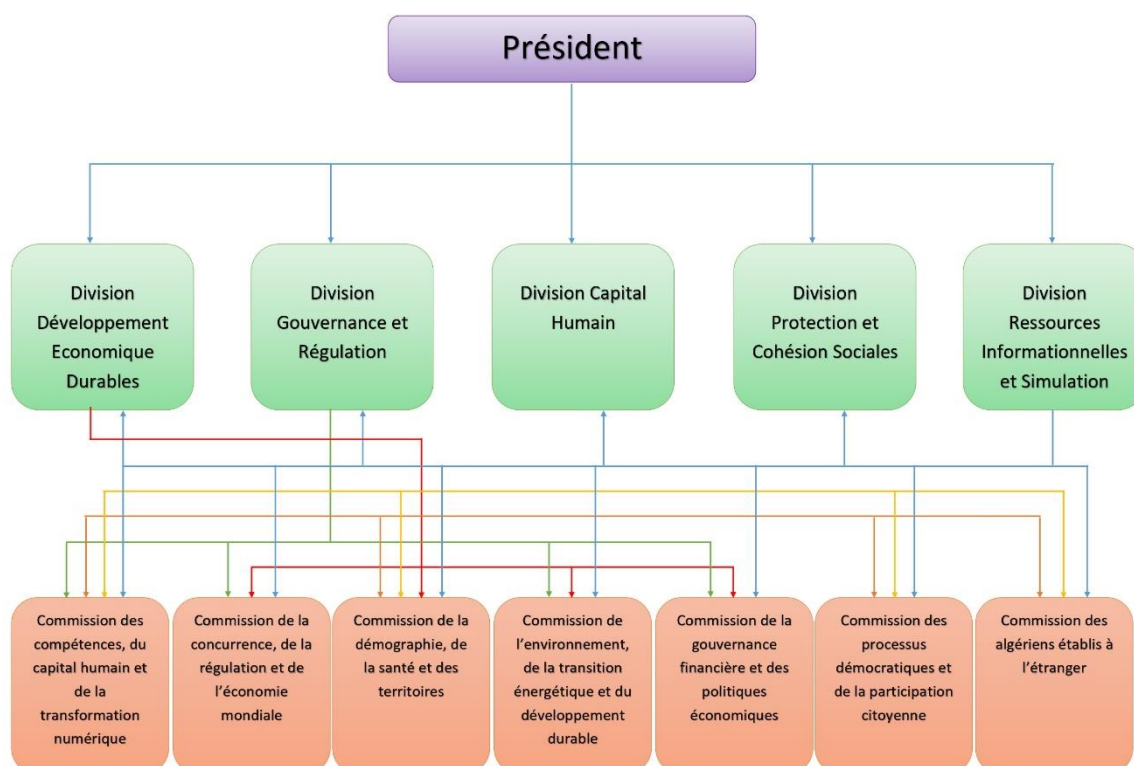 Président
Division
Développement
Economique
Durables
Division
Gouvernance et
Régulation
Division Capital
Humain
Division
Protection et
Cohésion Sociales
Division
Ressources
Informationnelles
et Simulation
Commission des
compétences, du
capital humain et
de la
transformation
numérique
Commission de la
concurrence, de la
régulation et de
l’économie
mondiale
Commission de la
démographie, de
la santé et des
territoires
Commission de
l’environnement,
de la transition
énergétique et du
développement
durable
Commission de la
gouvernance
financière et des
politiques
économiques
Commission des
processus
démocratiques et
de la participation
citoyenne
Commission des
algériens établis à
l’étranger